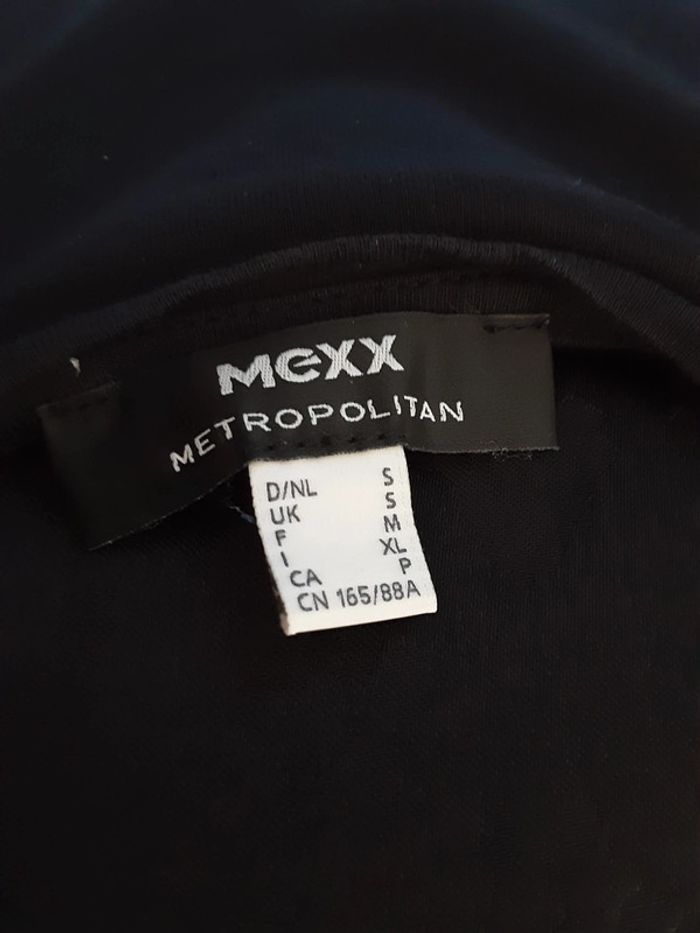 mexx
METROPOLITAN
D/NL S
UK S
F M
I XL
CA P
CN 165/88A